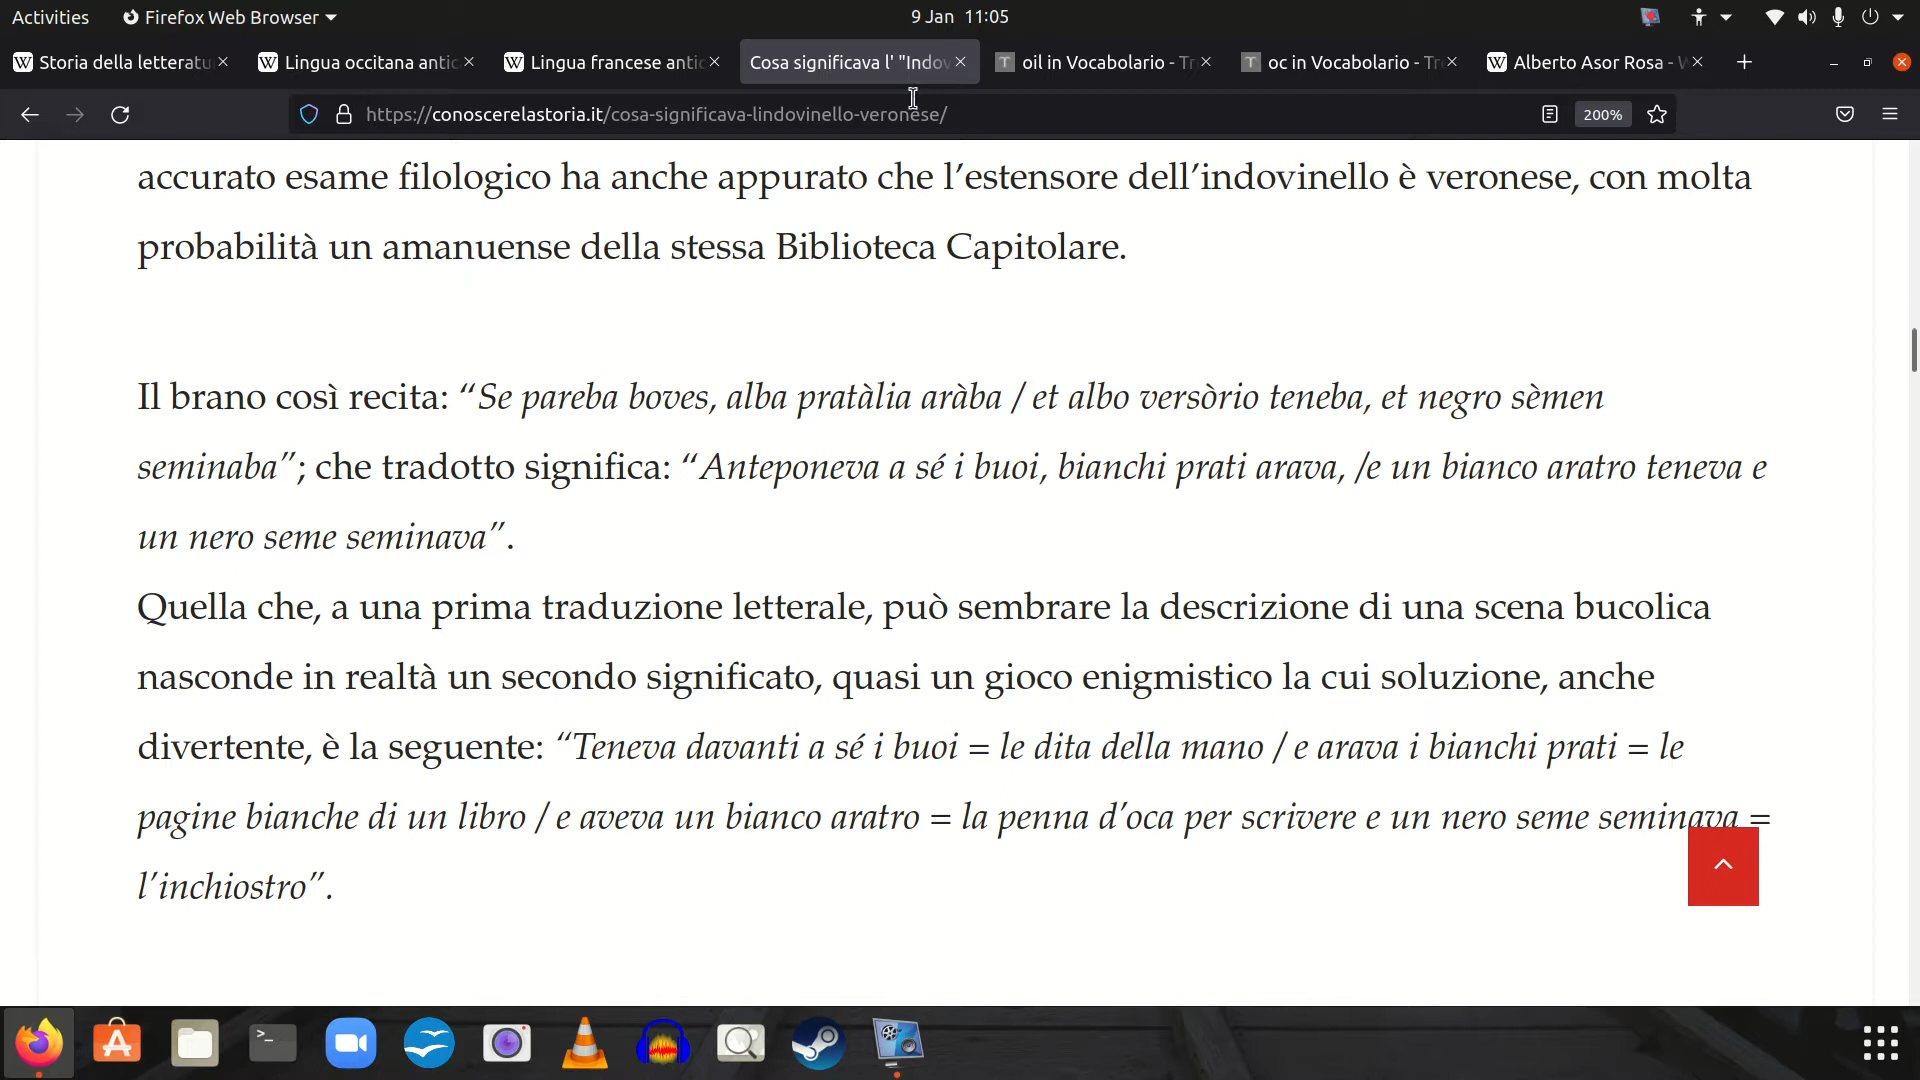 Activities Firefox Web Browser 9 Jan 11:05
Storia della letteratu Lingua occitana antic Lingua francese antic Cosa significava l' "Indov oil in Vocabolario - Tr oc in Vocabolario - Tre Alberto Asor Rosa - W
https://conoscerelastoria.it/cosa-significava-lindovinello-veronese/ 200%
accurato esame filologico ha anche appurato che l’estensore dell’indovinello è veronese, con molta
probabilità un amanuense della stessa Biblioteca Capitolare.
Il brano così recita: “Se pareba boves, alba pratàlia aràba / et albo versòrio teneba, et negro sèmen
seminaba”; che tradotto significa: “Anteponeva a sé i buoi, bianchi prati arava, /e un bianco aratro teneva e
un nero seme seminava”.
Quella che, a una prima traduzione letterale, può sembrare la descrizione di una scena bucolica
nasconde in realtà un secondo significato, quasi un gioco enigmistico la cui soluzione, anche
divertente, è la seguente: “Teneva davanti a sé i buoi = le dita della mano / e arava i bianchi prati = le
pagine bianche di un libro / e aveva un bianco aratro = la penna d’oca per scrivere e un nero seme seminava =
l’inchiostro”.